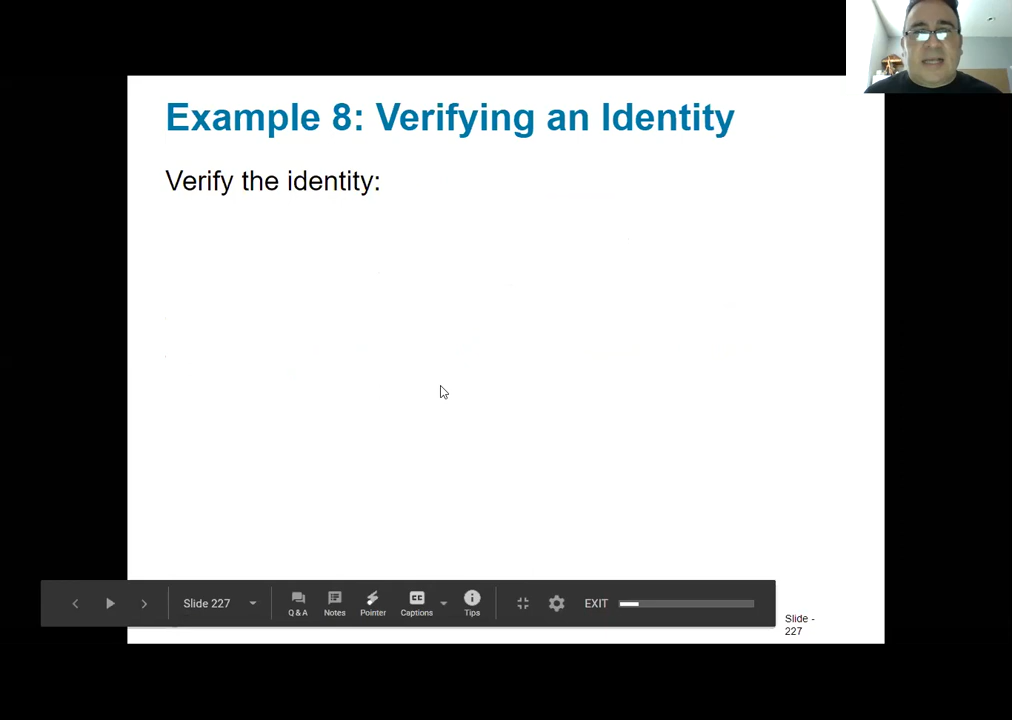 Example 8: Verifying an Identity
Verify the identity:
Slide 227
Q & A
Notes
Pointer
Captions
Tips
EXIT
Slide -
227